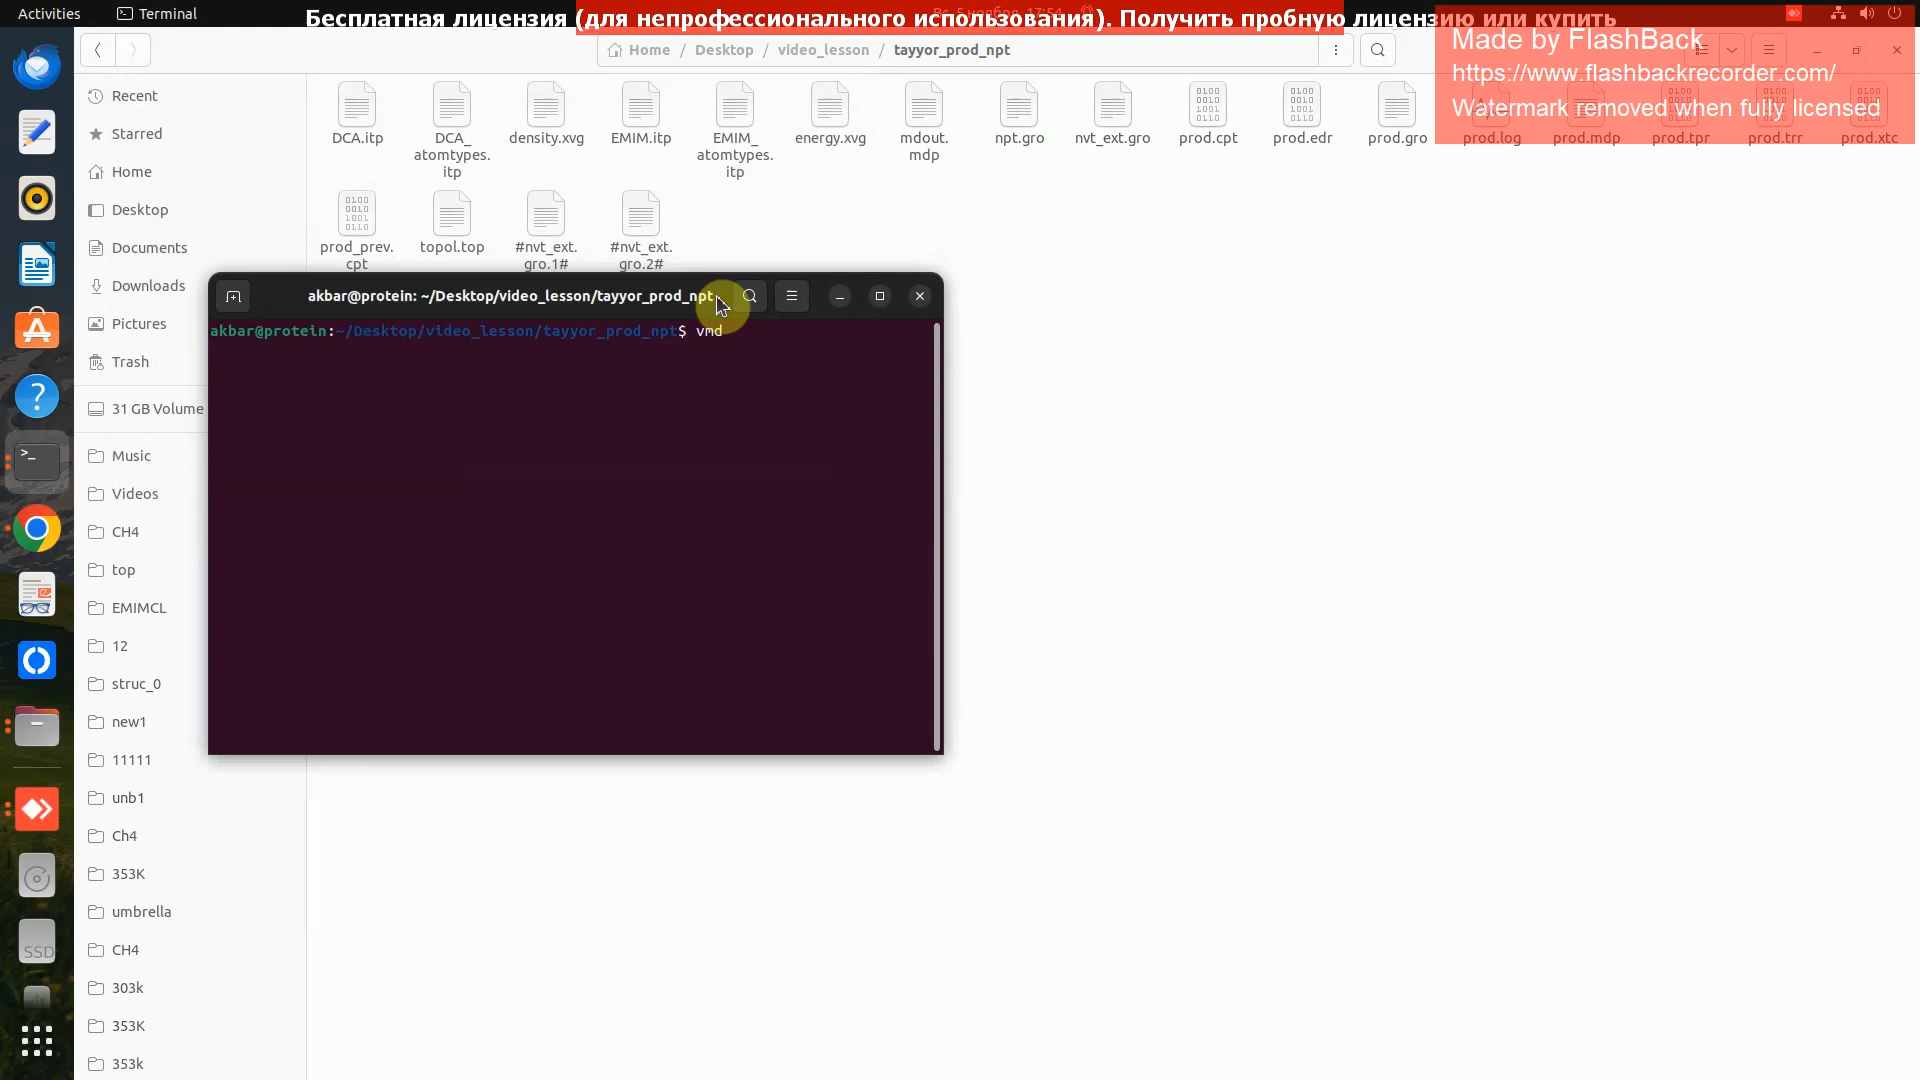 Activities
Terminal
Бесплатная лицензия (для непрофессионального использования). Получить пробную лицензию или купить
Made by FlashBack
https://www.flashbackrecorder.com/
Watermark removed when fully licensed
Home / Desktop / video_lesson / tayyor_prod_npt
Recent
Starred
Home
Desktop
Documents
Downloads
Pictures
Trash
31 GB Volume
Music
Videos
CH4
top
EMIMCL
12
struc_0
new1
11111
unb1
Ch4
353K
umbrella
CH4
303k
353K
353k
DCA.itp
DCA_
atomtypes.
itp
density.xvg
EMIM.itp
EMIM_
atomtypes.
itp
energy.xvg
mdout.
mdp
npt.gro
nvt_ext.gro
prod.cpt
prod.edr
prod.gro
prod.log
prod.mdp
prod.tpr
prod.trr
prod.xtc
prod_prev.
cpt
topol.top
#nvt_ext.
gro.1#
#nvt_ext.
gro.2#
akbar@protein: ~/Desktop/video_lesson/tayyor_prod_npt
akbar@protein:~/Desktop/video_lesson/tayyor_prod_npt$ vmd
SSD